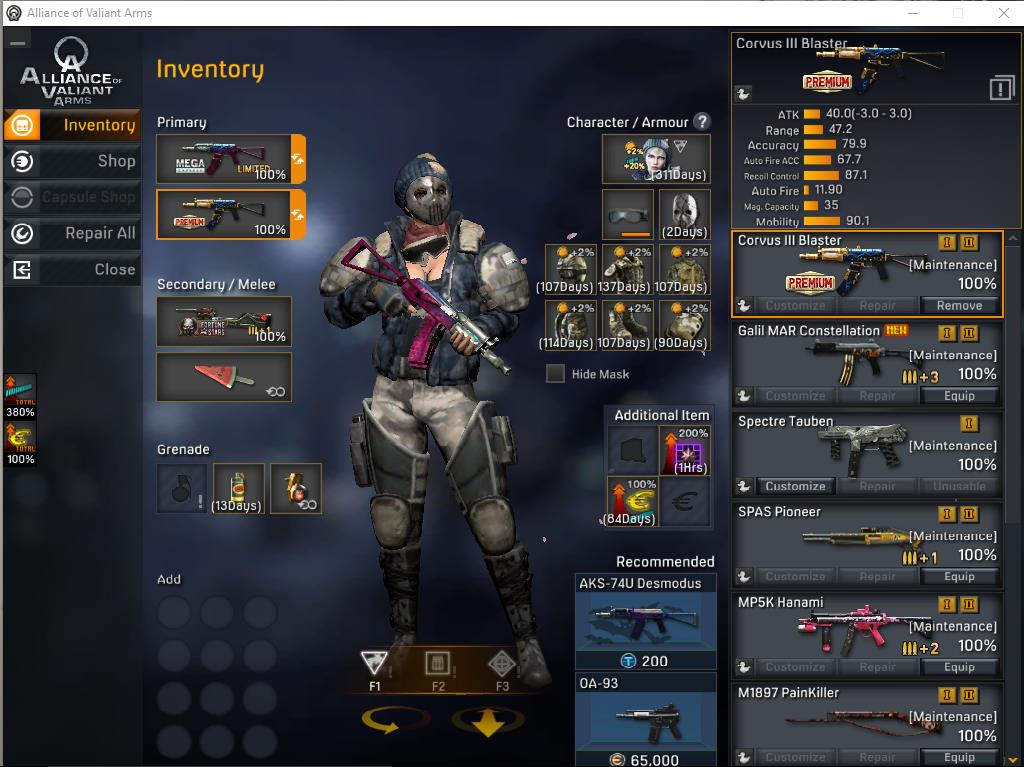 Alliance of Valiant Arms
ALLIANCE OF
VALIANT
ARMS
Inventory
Shop
Capsule Shop
Repair All
Close
TOTAL
380%
TOTAL
100%
Inventory
Primary
MEGA
LIMITED
100%
PREMIUM
100%
Secondary / Melee
FORTUNE
STARS
+1
100%
Grenade
!
(13Days)
Add
Character / Armour ?
+2%
+20%
(311Days)
(2Days)
+2%
(107Days)
+2%
(137Days)
+2%
(107Days)
+2%
(114Days)
+2%
(107Days)
+2%
(90Days)
Hide Mask
Additional Item
200%
(1Hrs)
100%
(84Days)
€
Recommended
AKS-74U Desmodus
T 200
OA-93
65,000
F1
F2
F3
Corvus III Blaster
PREMIUM
ATK 40.0(-3.0 - 3.0)
Range 47.2
Accuracy 79.9
Auto Fire ACC 67.7
Recoil Control 87.1
Auto Fire 11.90
Mag. Capacity 35
Mobility 90.1
Corvus III Blaster
I II
[Maintenance]
PREMIUM
100%
Customize Repair Remove
Galil MAR Constellation NEW
I II
[Maintenance]
+3 100%
Customize Repair Equip
Spectre Tauben
I
[Maintenance]
100%
Customize Repair Unusable
SPAS Pioneer
I II
[Maintenance]
+1 100%
Customize Repair Equip
MP5K Hanami
I II
[Maintenance]
+2 100%
Customize Repair Equip
M1897 PainKiller
I II
[Maintenance]
100%
Customize Repair Equip